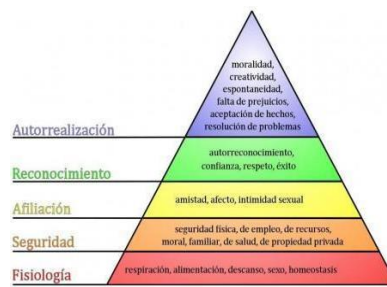 moralidad,
creatividad,
espontaneidad,
falta de prejuicios,
aceptación de hechos,
resolución de problemas
Autorrealización
autorreconocimiento,
confianza, respeto, éxito
Reconocimiento
amistad, afecto, intimidad sexual
Afiliación
seguridad física, de empleo, de recursos,
moral, familiar, de salud, de propiedad privada
Seguridad
respiración, alimentación, descanso, sexo, homeostasis
Fisiología